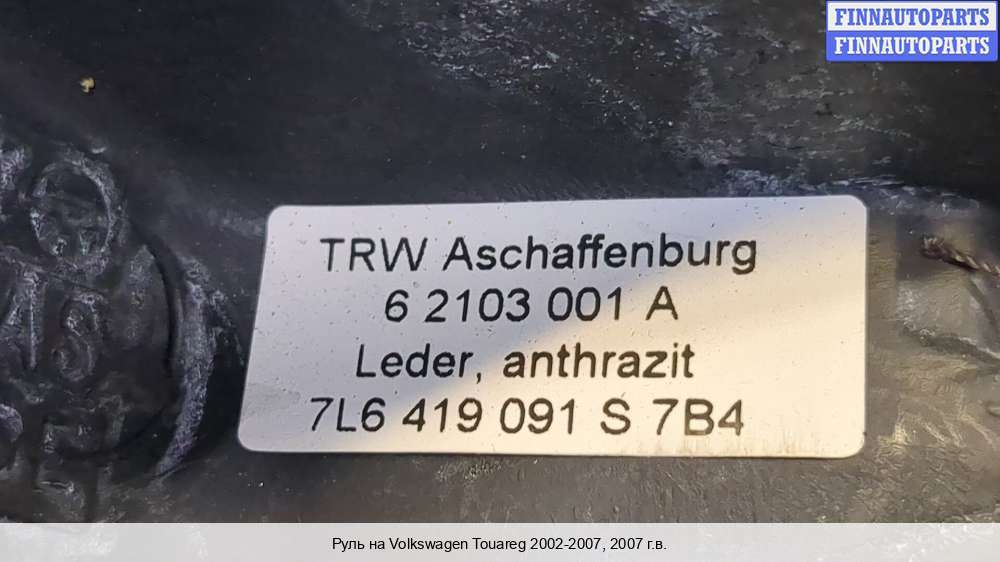 FINNAUTOPARTS
FINNAUTOPARTS
TRW Aschaffenburg
6 2103 001 A
Leder, anthrazit
7L6 419 091 S 7B4
Руль на Volkswagen Touareg 2002-2007, 2007 г.в.